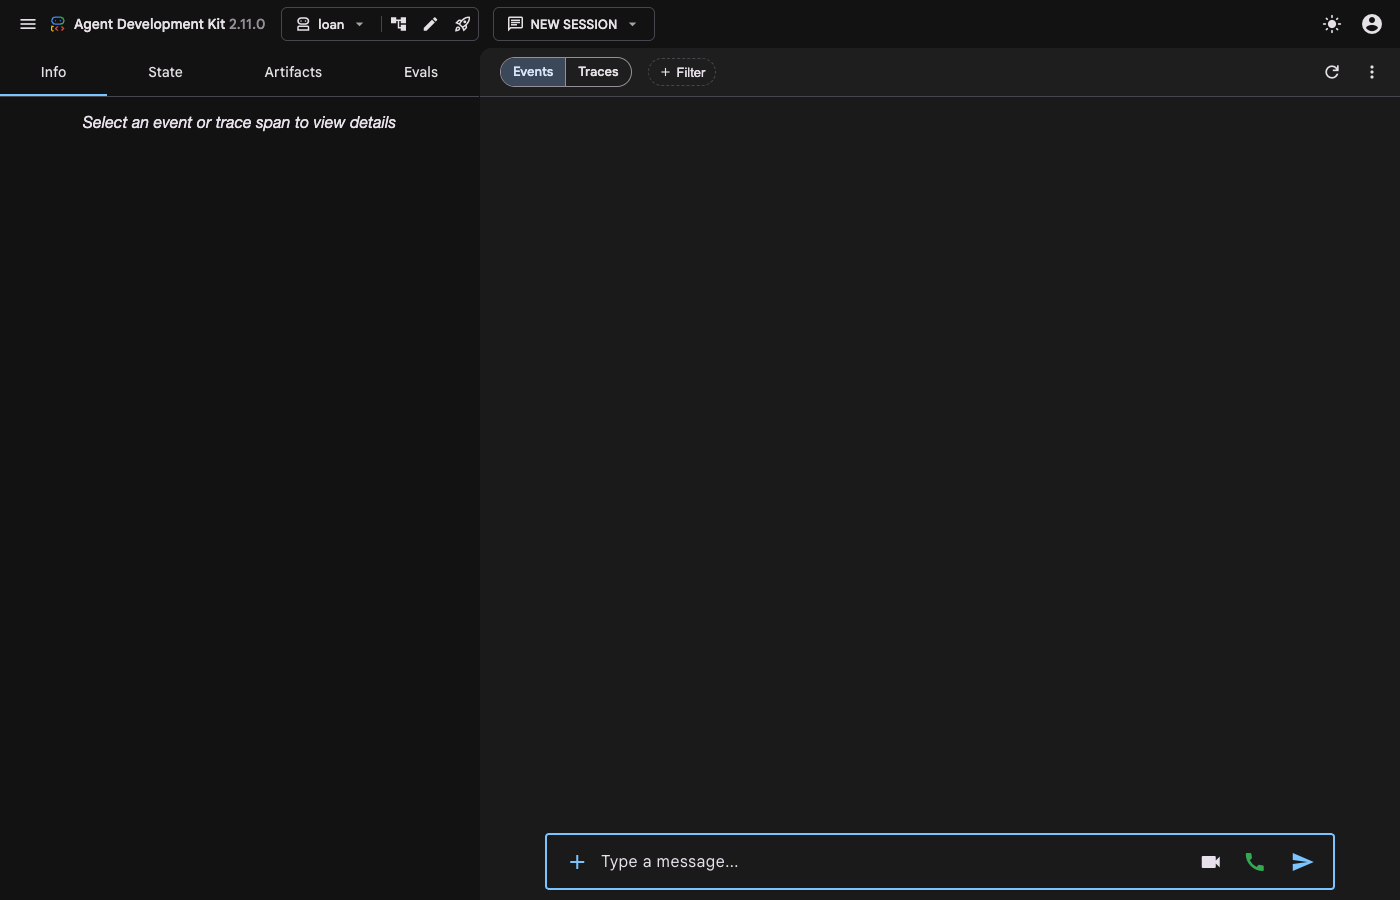 Agent Development Kit 2.11.0
loan
NEW SESSION
Info
State
Artifacts
Evals
Events
Traces
Filter
Select an event or trace span to view details
Type a message...